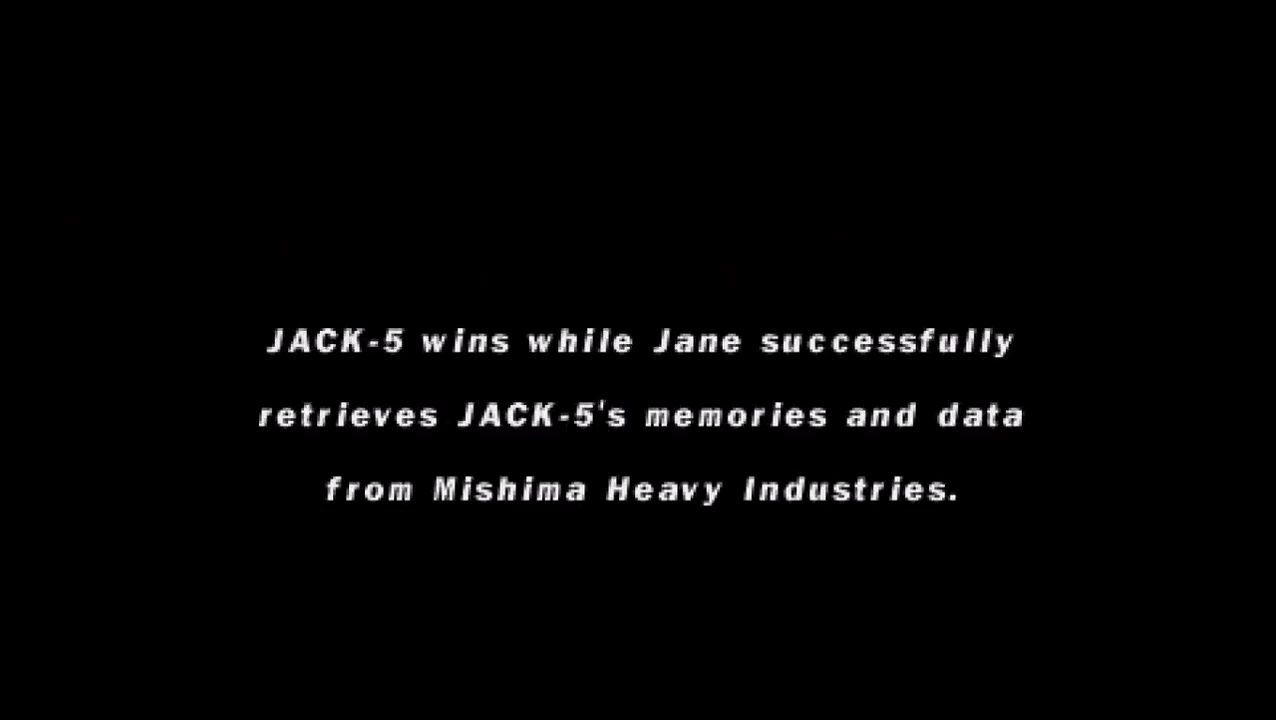 JACK-5 wins while Jane successfully
retrieves JACK-5's memories and data
from Mishima Heavy Industries.